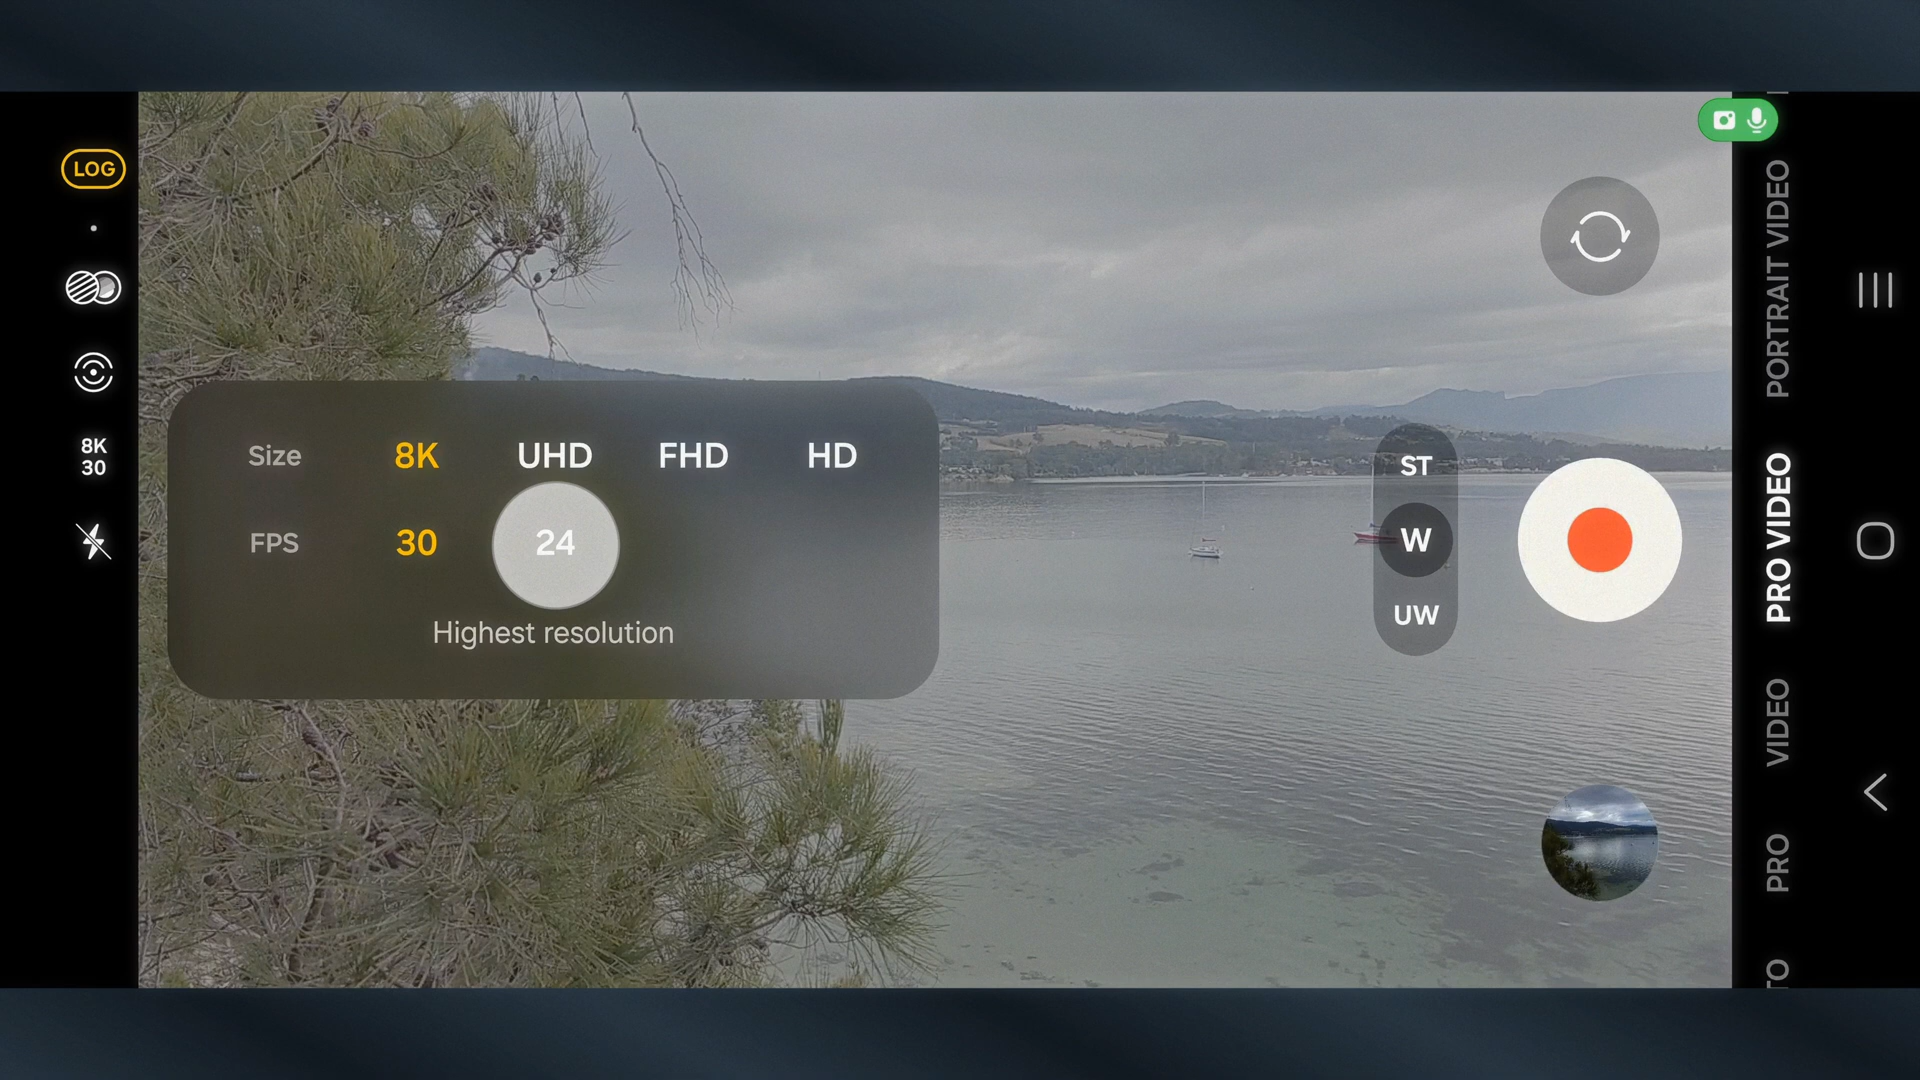 LOG
8K
30
Size 8K UHD FHD HD
FPS 30 24
Highest resolution
ST
W
UW
PORTRAIT VIDEO
PRO VIDEO
VIDEO
PRO
TO